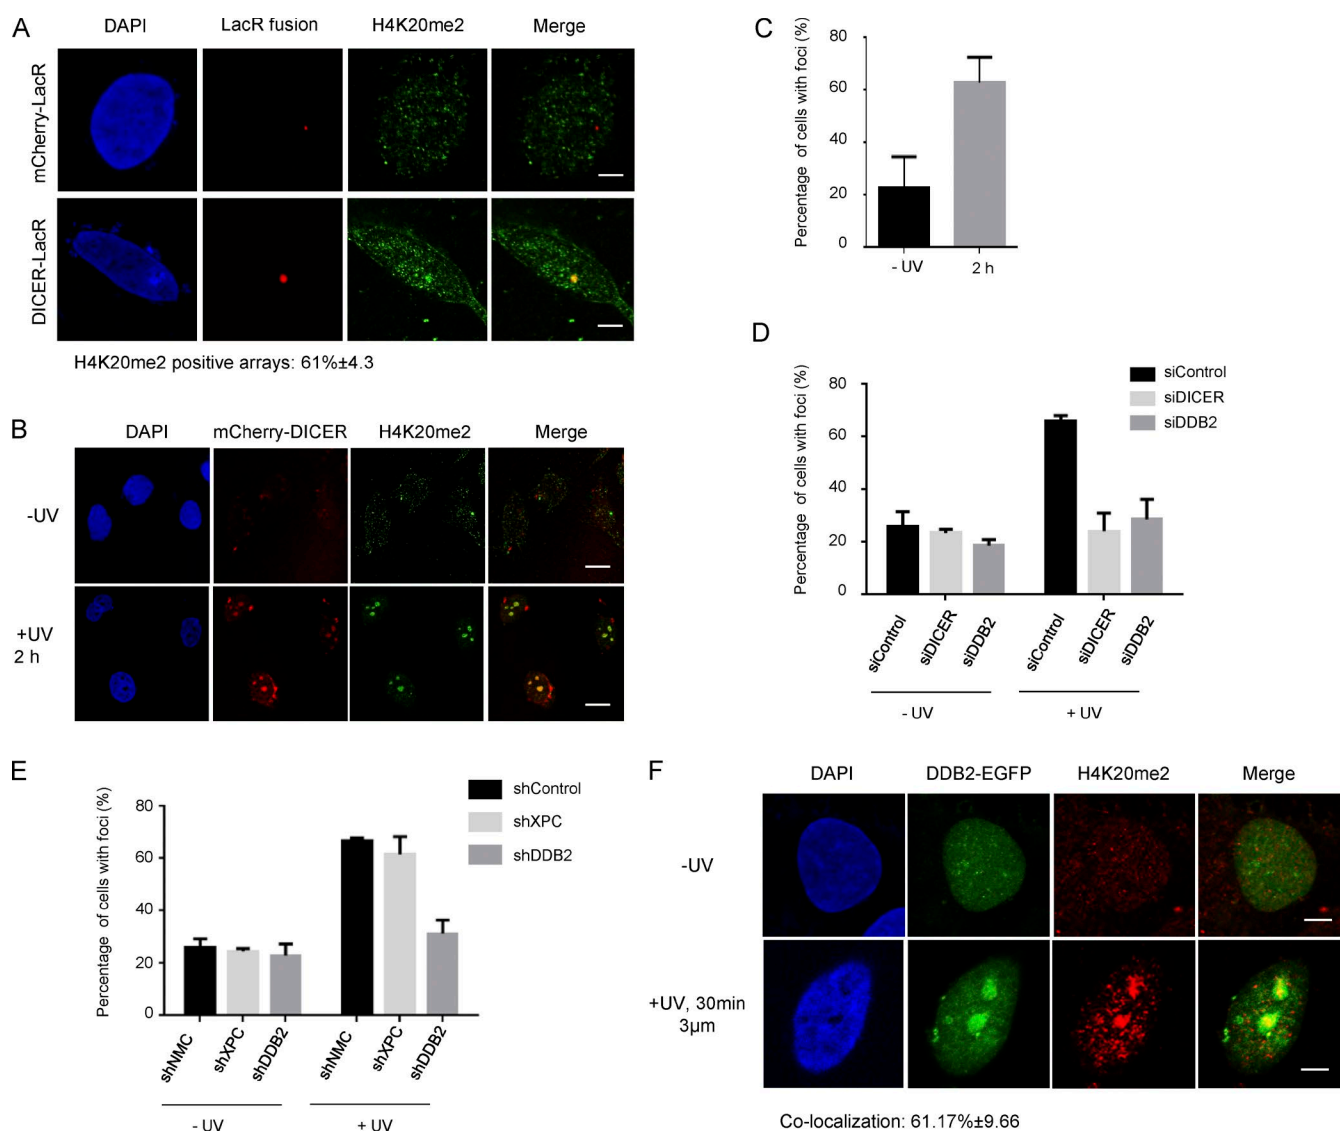 A
DAPI LacR fusion H4K20me2 Merge
mCherry-LacR
DICER-LacR
H4K20me2 positive arrays: 61%±4.3
B
DAPI mCherry-DICER H4K20me2 Merge
-UV
+UV
2 h
C
Percentage of cells with foci (%)
80
60
40
20
0
- UV 2 h
D
Percentage of cells with foci (%)
80
60
40
20
0
siControl
siDICER
siDDB2
siControl siDICER siDDB2 siControl siDICER siDDB2
- UV + UV
E
Percentage of cells with foci (%)
80
60
40
20
0
shControl
shXPC
shDDB2
shNMC shXPC shDDB2 shNMC shXPC shDDB2
- UV + UV
F
DAPI DDB2-EGFP H4K20me2 Merge
-UV
+UV, 30min
3µm
Co-localization: 61.17%±9.66